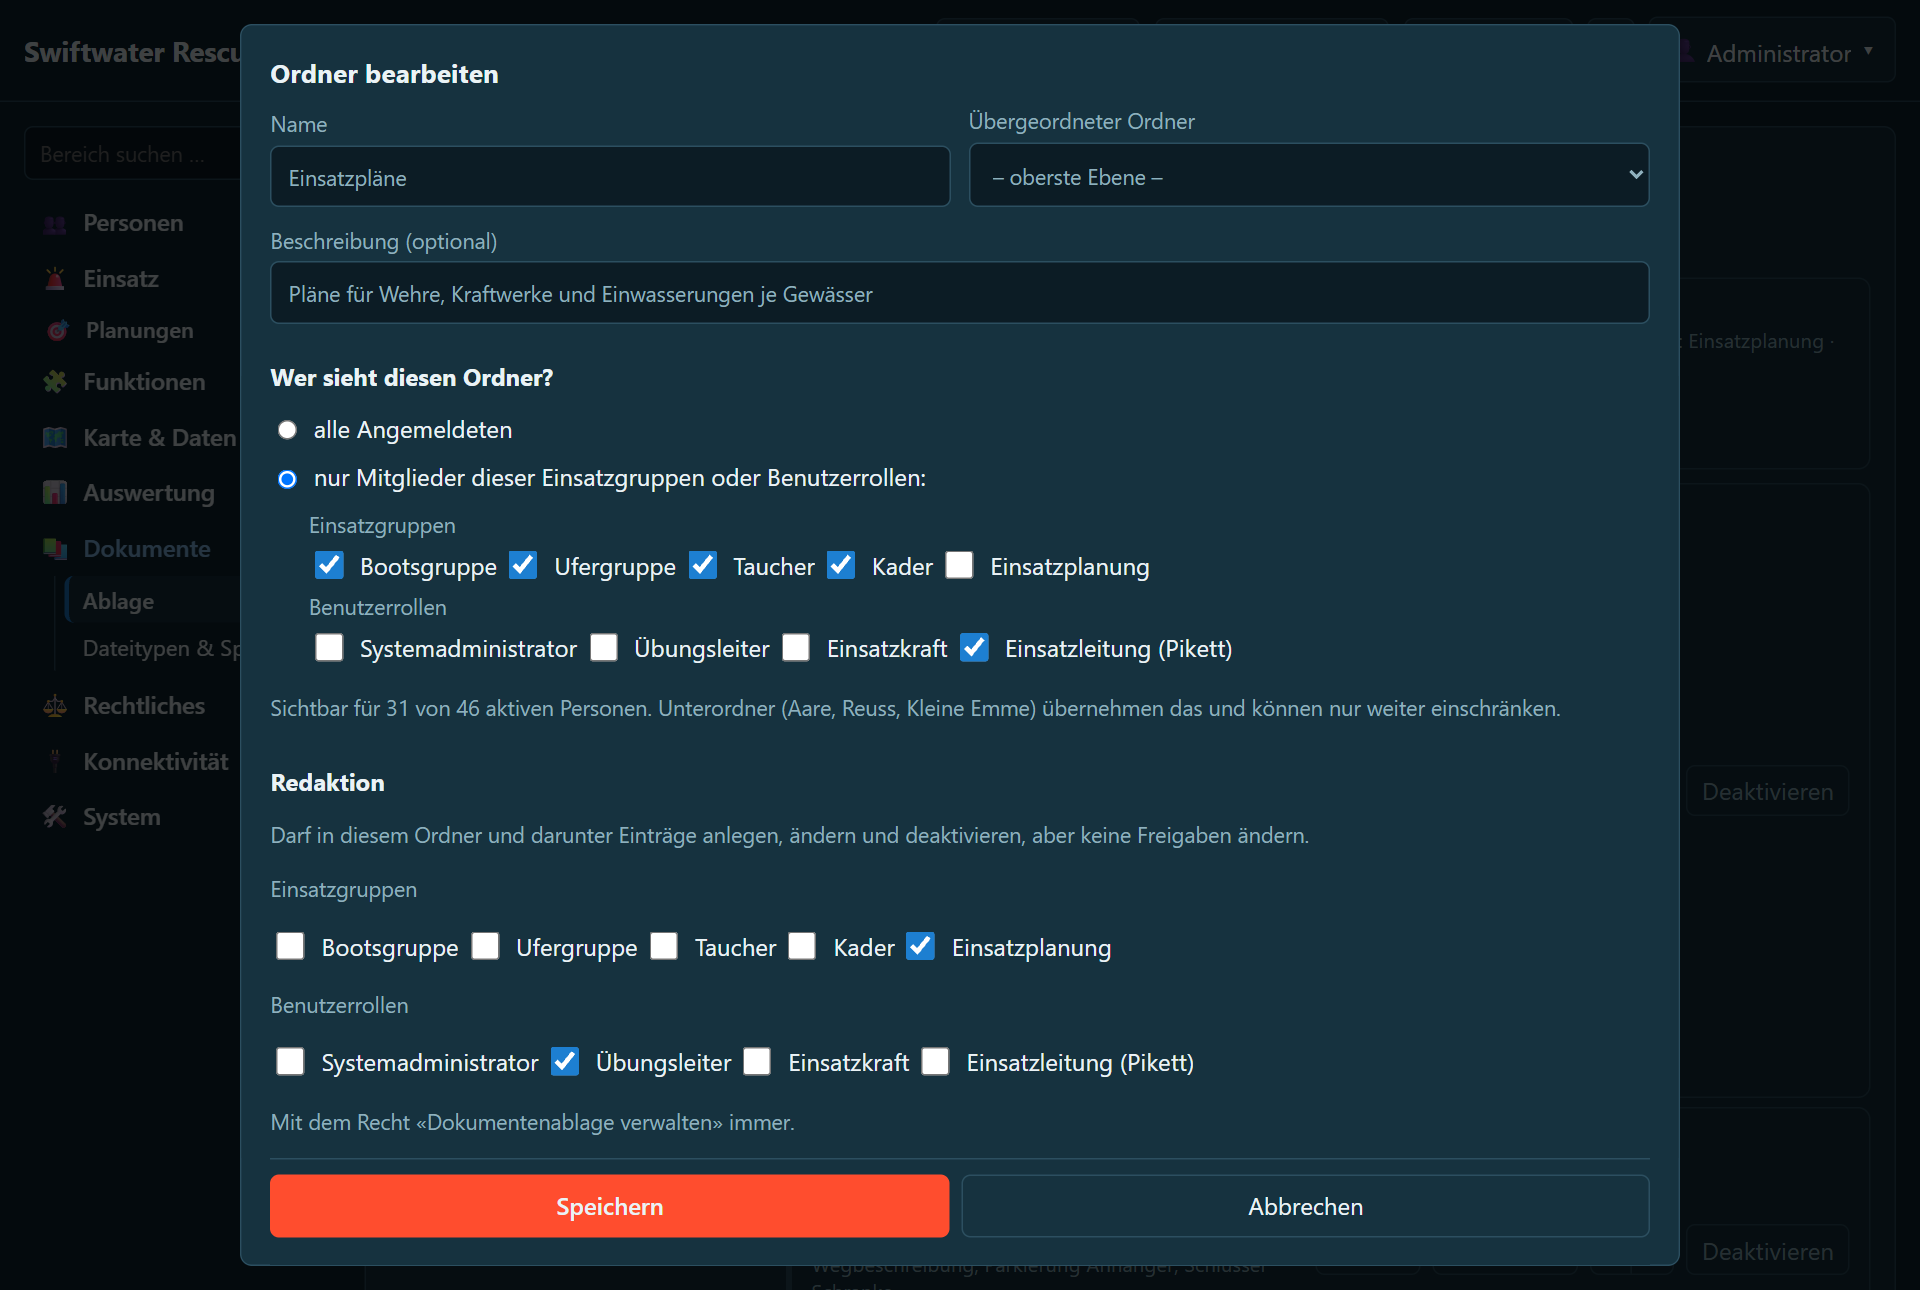 Swiftwater Rescu
Administrator
Bereich suchen ...
Personen
Einsatz
Planungen
Funktionen
Karte & Daten
Auswertung
Dokumente
Ablage
Dateitypen & Sp
Rechtliches
Konnektivität
System
Ordner bearbeiten
Name
Übergeordneter Ordner
Einsatzpläne
– oberste Ebene –
Beschreibung (optional)
Pläne für Wehre, Kraftwerke und Einwasserungen je Gewässer
Wer sieht diesen Ordner?
alle Angemeldeten
nur Mitglieder dieser Einsatzgruppen oder Benutzerrollen:
Einsatzgruppen
Bootsgruppe Ufergruppe Taucher Kader Einsatzplanung
Benutzerrollen
Systemadministrator Übungsleiter Einsatzkraft Einsatzleitung (Pikett)
Sichtbar für 31 von 46 aktiven Personen. Unterordner (Aare, Reuss, Kleine Emme) übernehmen das und können nur weiter einschränken.
Redaktion
Darf in diesem Ordner und darunter Einträge anlegen, ändern und deaktivieren, aber keine Freigaben ändern.
Einsatzgruppen
Bootsgruppe Ufergruppe Taucher Kader Einsatzplanung
Benutzerrollen
Systemadministrator Übungsleiter Einsatzkraft Einsatzleitung (Pikett)
Mit dem Recht «Dokumentenablage verwalten» immer.
Speichern
Abbrechen
: Einsatzplanung ·
Deaktivieren
Deaktivieren
Wegbeschreibung, Parkierung Anhänger, Schlüssel